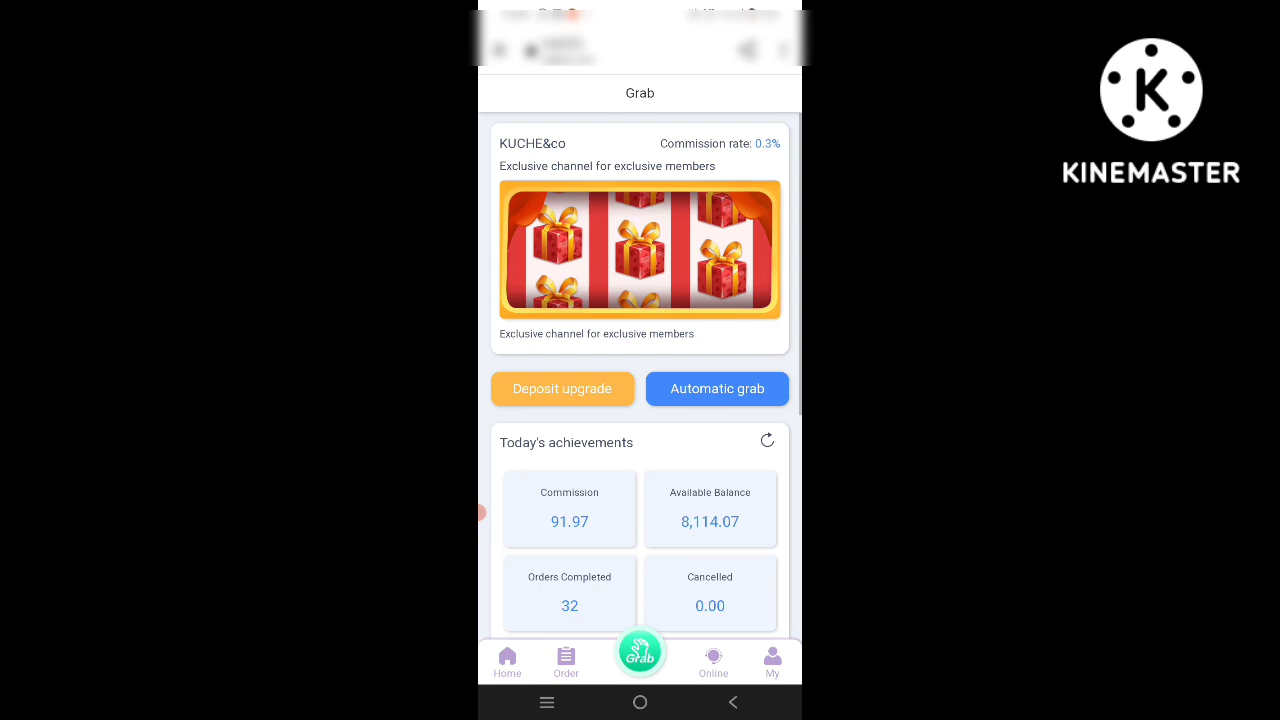 Grab
KUCHE&co
Commission rate: 0.3%
Exclusive channel for exclusive members
Exclusive channel for exclusive members
Deposit upgrade
Automatic grab
Today's achievements
Commission
Available Balance
91.97
8,114.07
Orders Completed
Cancelled
32
0.00
Grab
Home
Order
Online
My
K
KINEMASTER